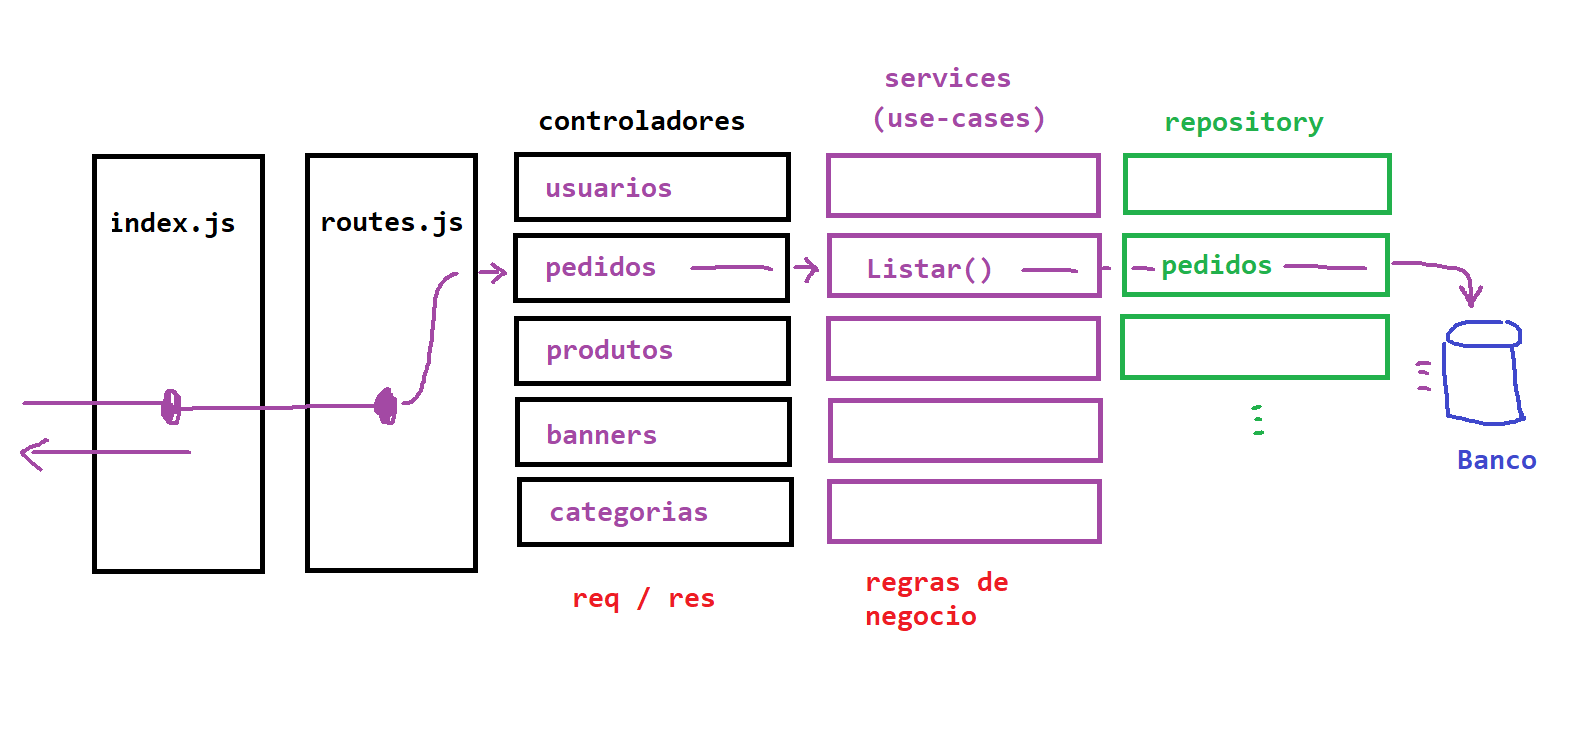 services
(use-cases)
controladores
repository
index.js
routes.js
usuarios
pedidos
Listar()
pedidos
produtos
banners
categorias
Banco
req / res
regras de
negocio